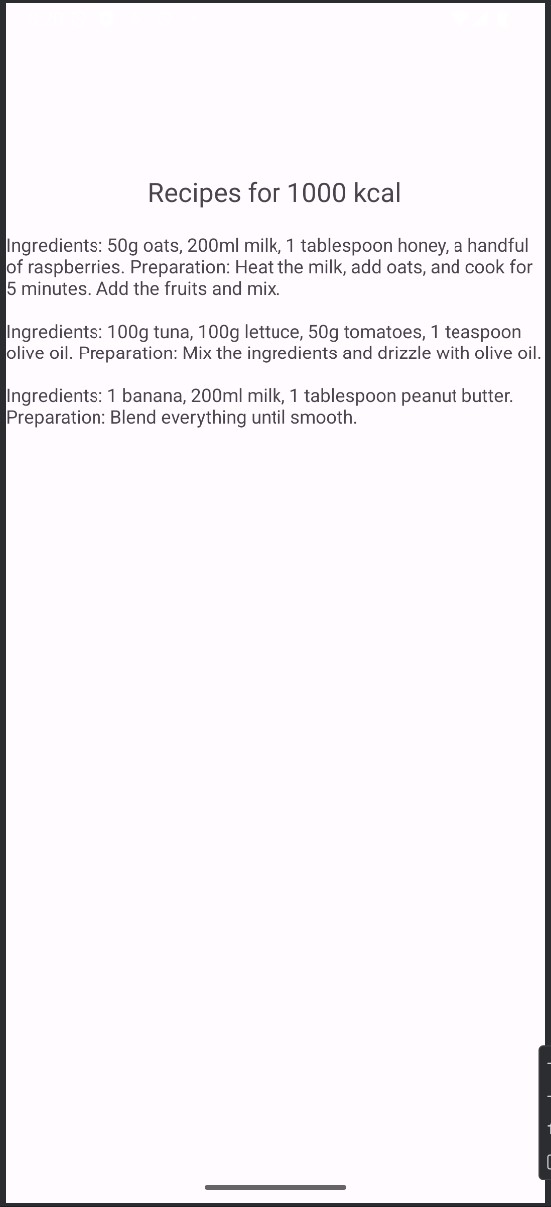 Recipes for 1000 kcal
Ingredients: 50g oats, 200ml milk, 1 tablespoon honey, a handful
of raspberries. Preparation: Heat the milk, add oats, and cook for
5 minutes. Add the fruits and mix.
Ingredients: 100g tuna, 100g lettuce, 50g tomatoes, 1 teaspoon
olive oil. Preparation: Mix the ingredients and drizzle with olive oil.
Ingredients: 1 banana, 200ml milk, 1 tablespoon peanut butter.
Preparation: Blend everything until smooth.